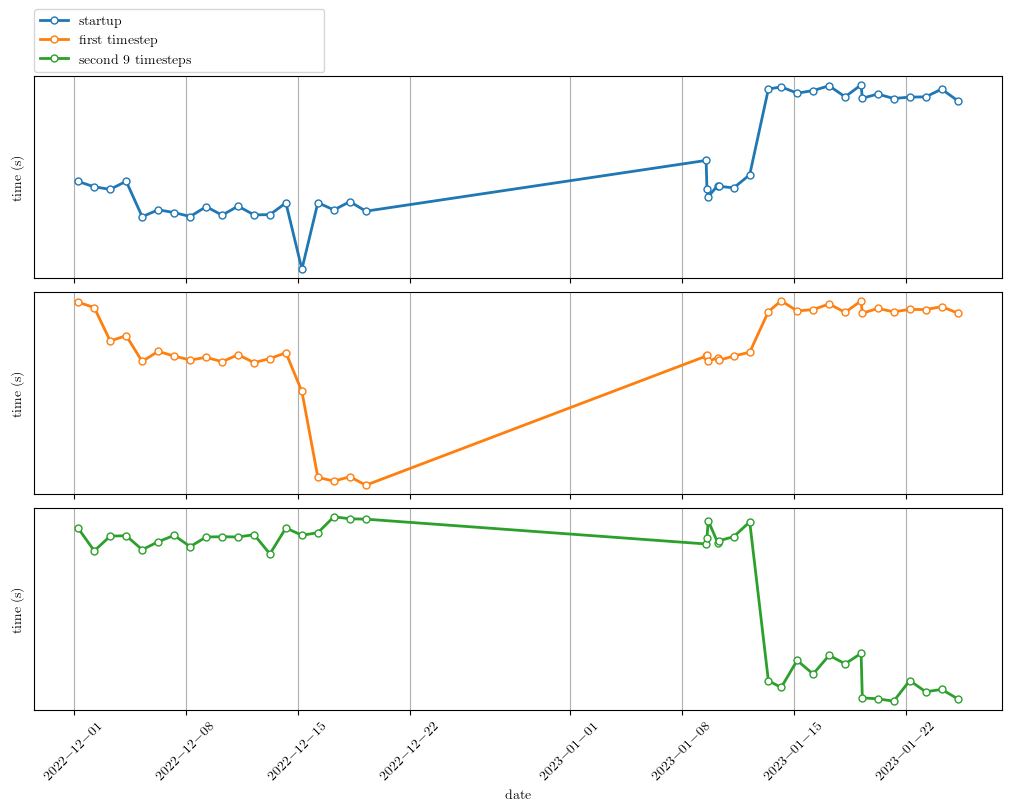 startup
first timestep
second 9 timesteps
time (s)
time (s)
time (s)
2022−12−01
2022−12−08
2022−12−15
2022−12−22
2023−01−01
2023−01−08
2023−01−15
2023−01−22
date